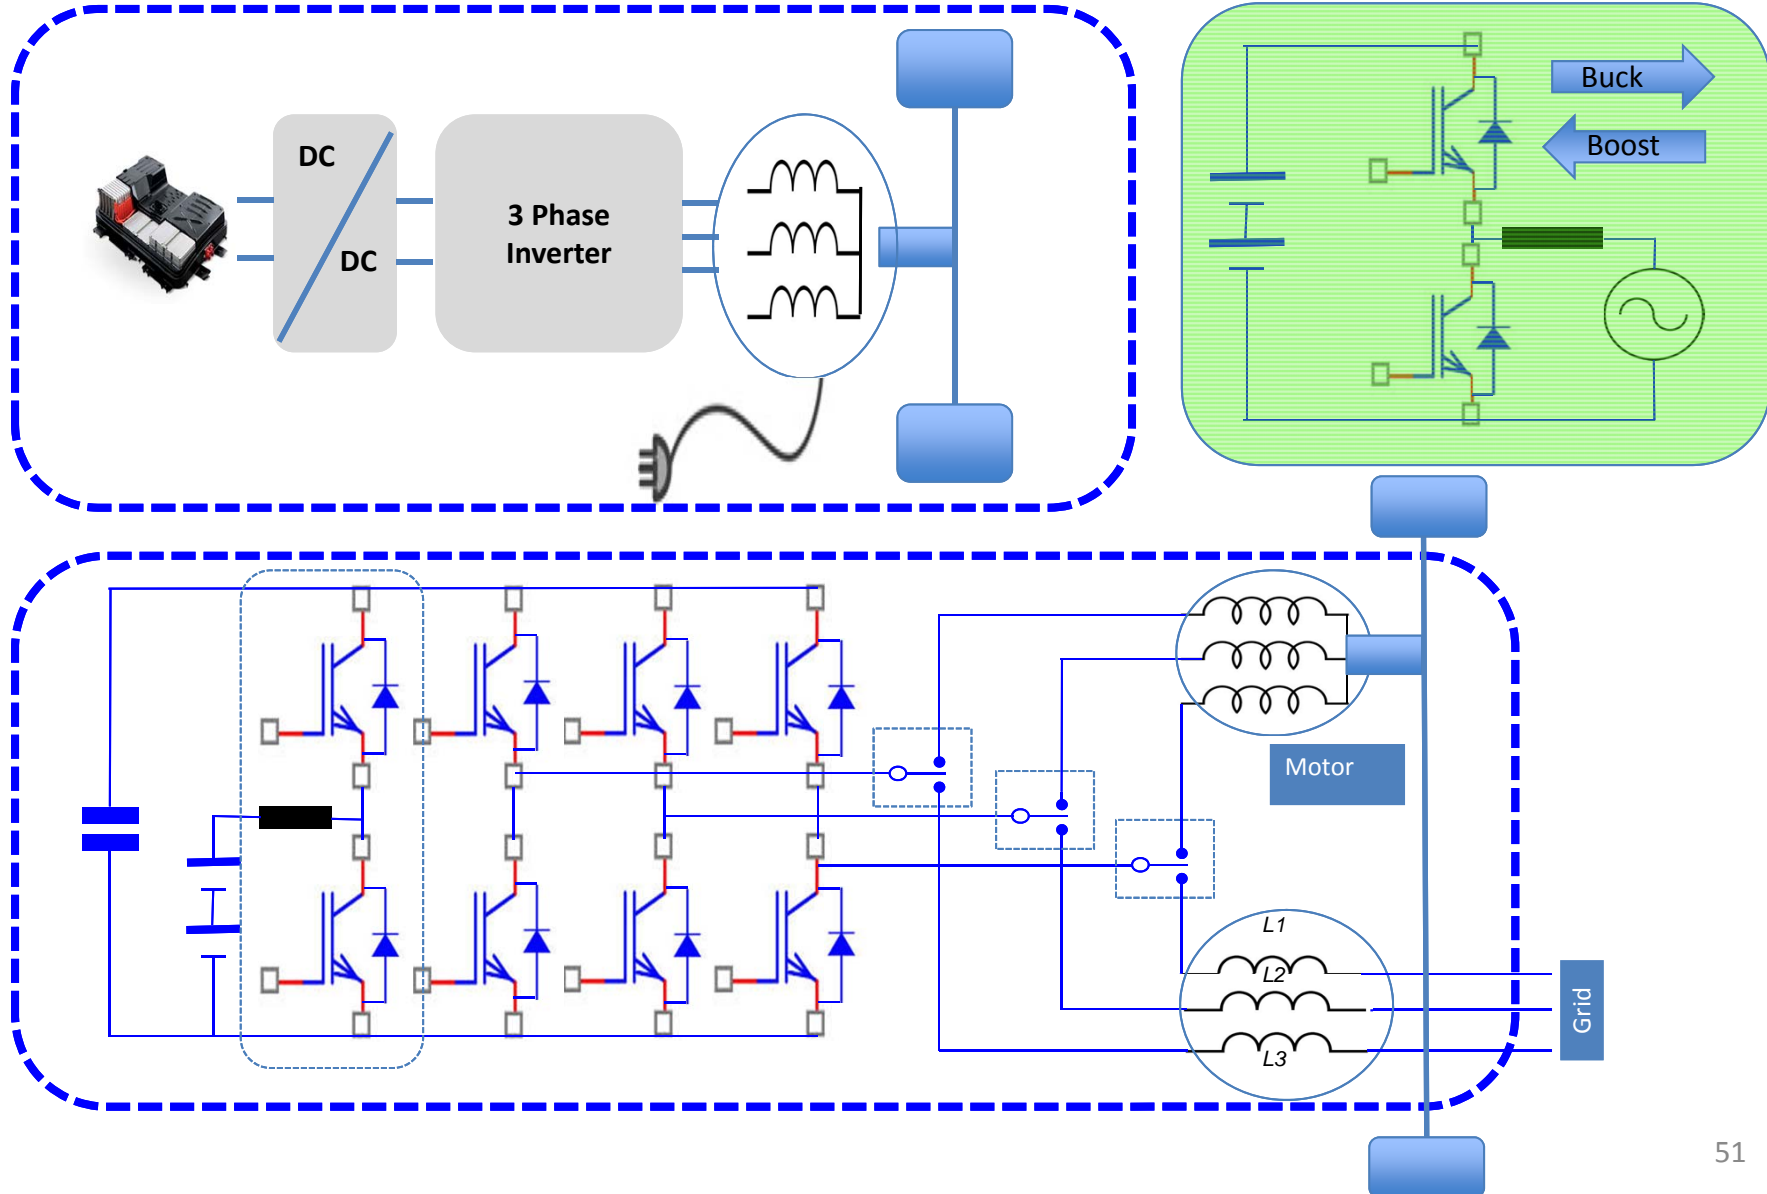 DC
DC
3 Phase
Inverter
Buck
Boost
Motor
L1
L2
L3
Grid
51